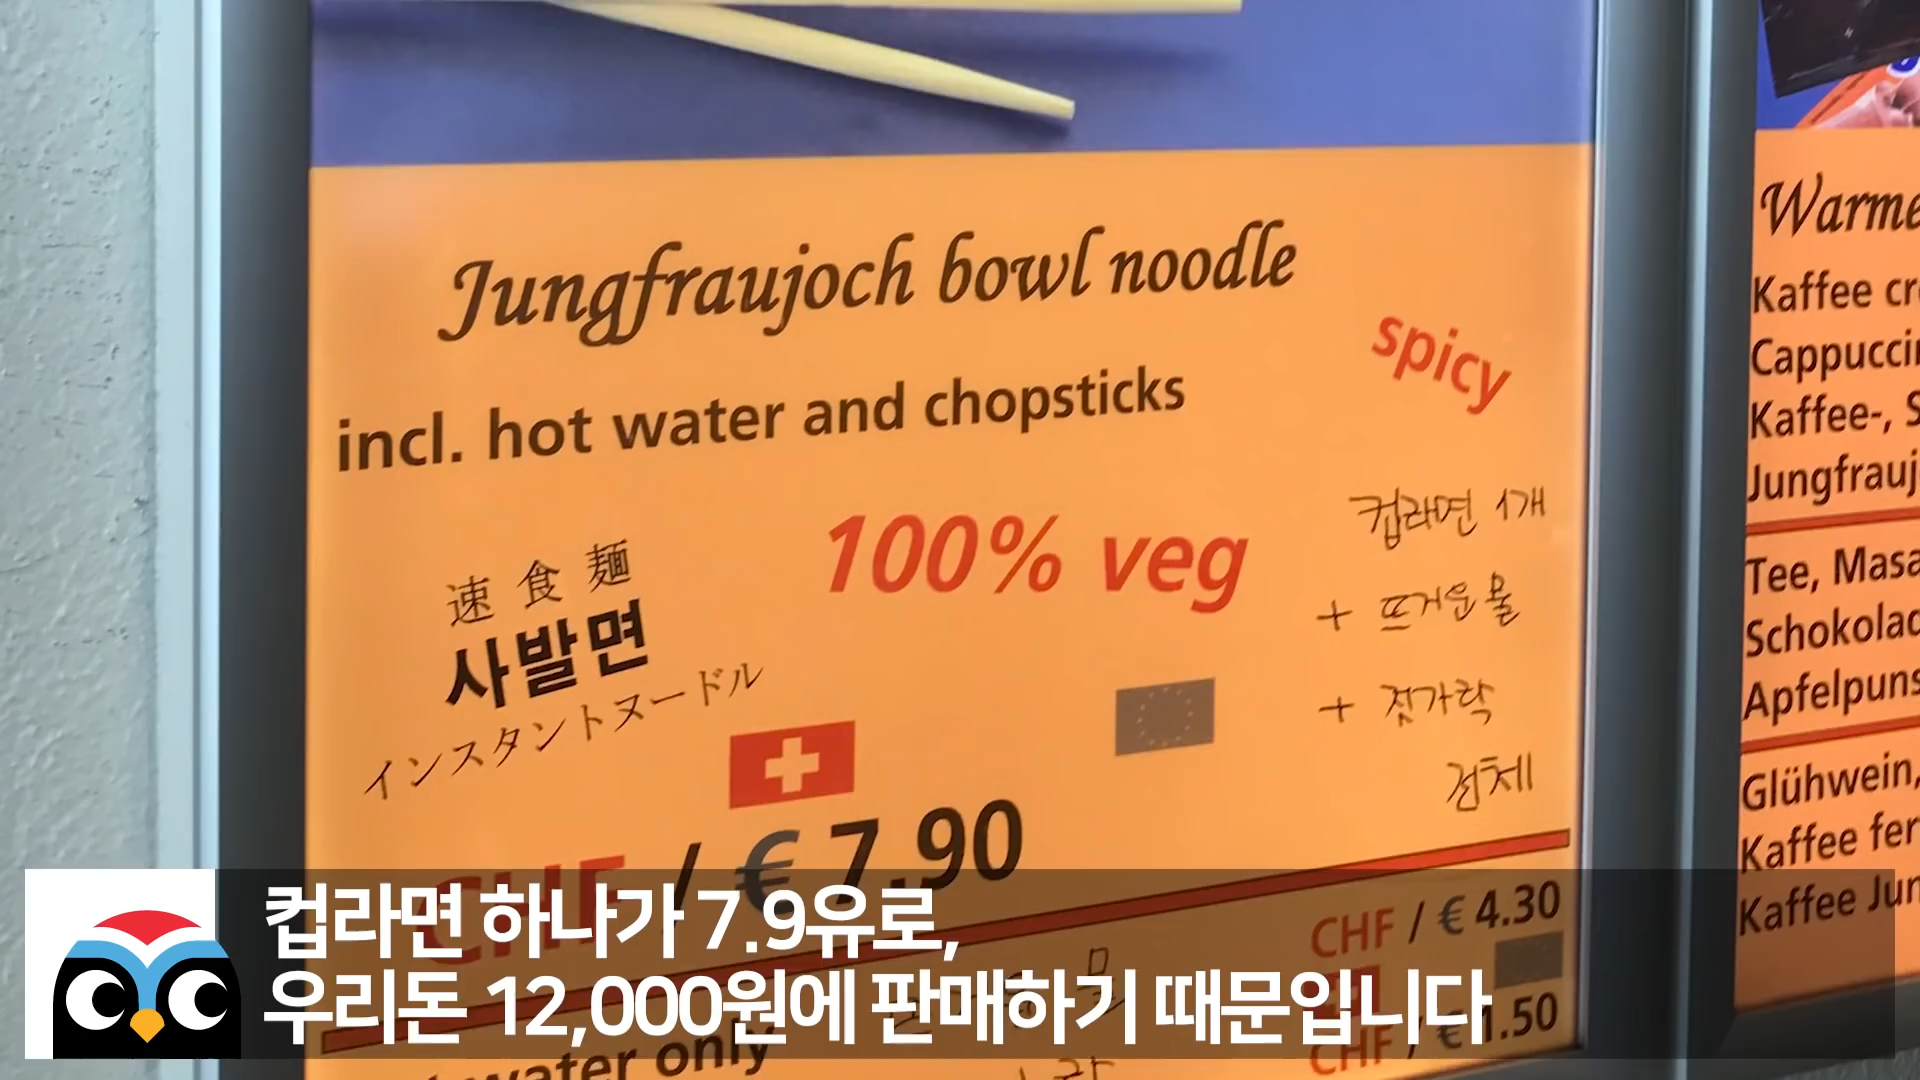 Jungfraujoch bowl noodle
spicy
incl. hot water and chopsticks
100% veg
速食麺
사발면
インスタントヌードル
컵라면 1개
+ 뜨거운 물
+ 젓가락
전체
CHF / € 7.90
CHF / € 4.30
CHF / € 1.50
water only
Warme
Kaffee cr
Cappuccin
Kaffee-, S
Jungfrauj
Tee, Masa
Schokolad
Apfelpuns
Glühwein,
Kaffee fer
Kaffee Jun
컵라면 하나가 7.9유로,
우리돈 12,000원에 판매하기 때문입니다